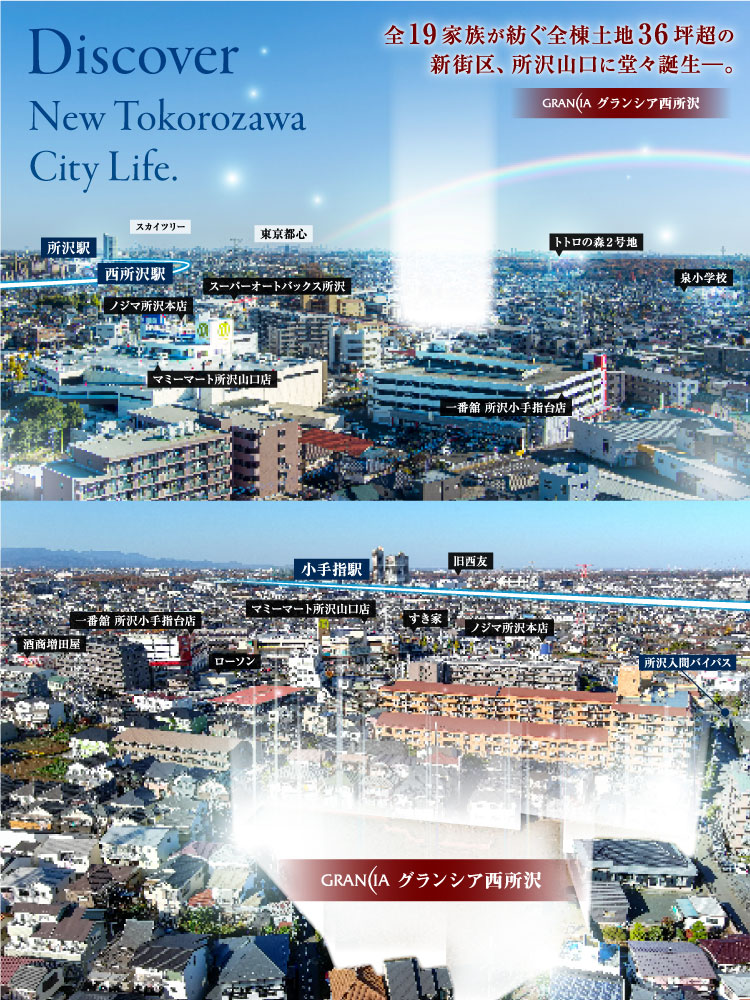 Discover
New Tokorozawa
City Life.
全19家族が紡ぐ全棟土地36坪超の
新街区、所沢山口に堂々誕生—。
GRANCIA グランシア西所沢
スカイツリー
東京都心
所沢駅
トトロの森2号地
西所沢駅
泉小学校
スーパーオートバックス所沢
ノジマ所沢本店
マミーマート所沢山口店
一番舘 所沢小手指台店
旧西友
小手指駅
マミーマート所沢山口店
一番舘 所沢小手指台店
すき家
ノジマ所沢本店
酒商増田屋
ローソン
所沢入間バイパス
GRANCIA グランシア西所沢